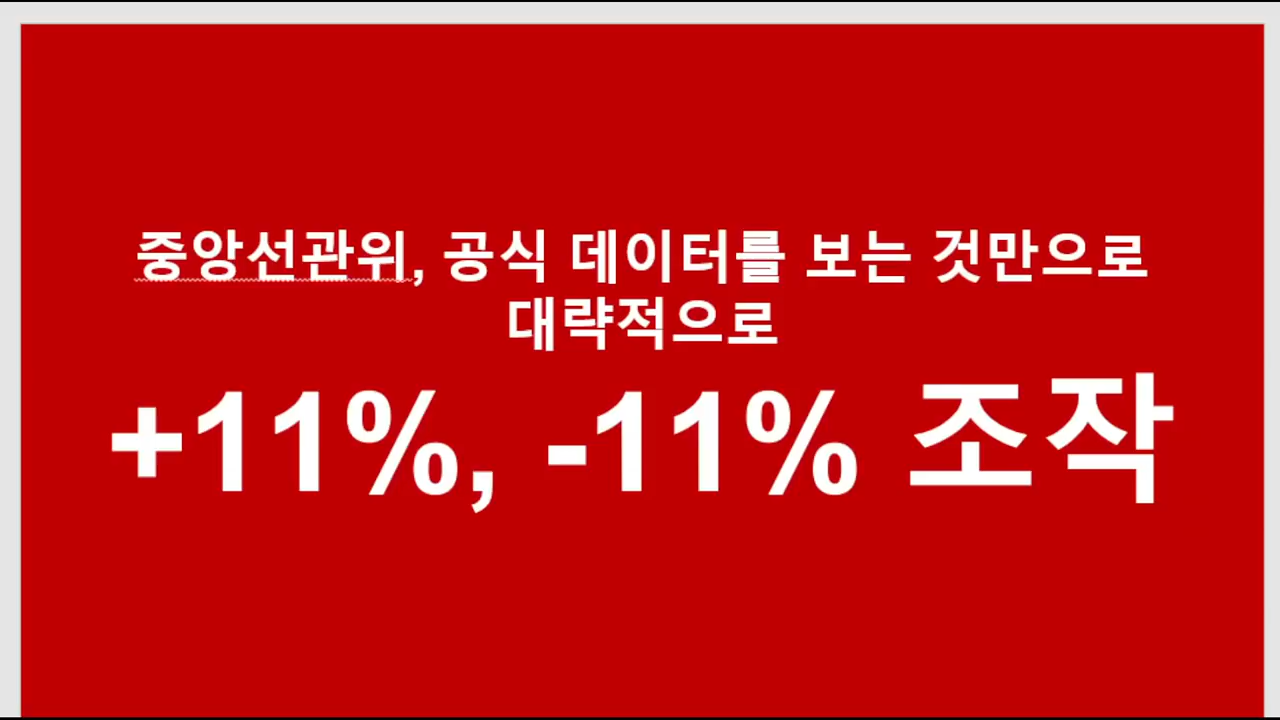 중앙선관위, 공식 데이터를 보는 것만으로
대략적으로
+11%, -11% 조작